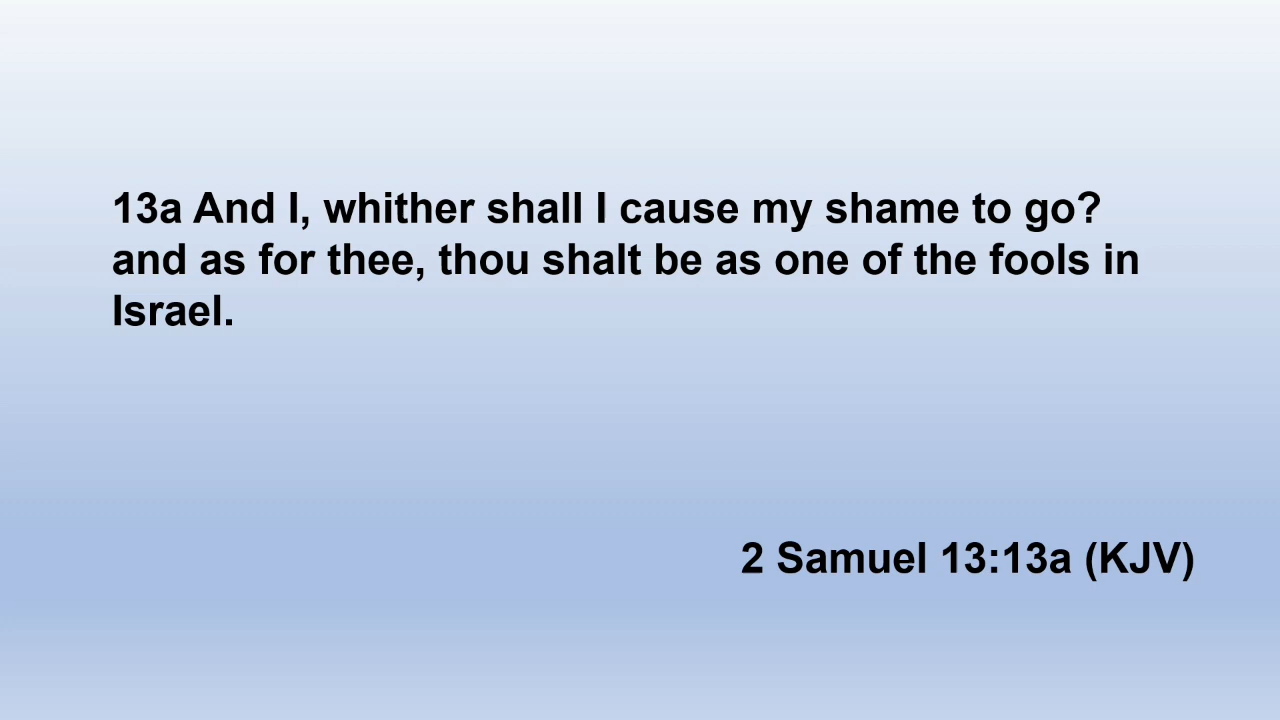 13a And I, whither shall I cause my shame to go?
and as for thee, thou shalt be as one of the fools in
Israel.
2 Samuel 13:13a (KJV)